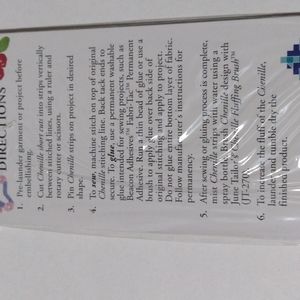 DIRECTIONS
1. Pre-launder garment or project before
embellishing.
2. Cut Chenille short cuts into strips vertically
between stitched lines, using a ruler and
rotary cutter or scissors.
3. Pin Chenille strips on project in desired
shape.
4. To sew, machine stitch on top of original
Chenille stitching line. Back tack ends to
secure. To glue, use a permanent washable
glue intended for sewing projects, such as
Beacon Adhesives™ Fabri-Tac™ Permanent
Adhesive. Run a thin bead of glue or use a
brush to apply glue over back side of
original stitching and apply to project.
Do not glue entire bottom layer of Fabric.
Follow manufacturer's instructions for
permanency.
5. After sewing or gluing process is complete,
mist Chenille strips with water using a
spray bottle. Brush Chenille design with
June Tailor's Chenille Fluffing Brush™
(JT-270).
6. To increase the fluff of the Chenille,
launder and tumble dry the
finished product.